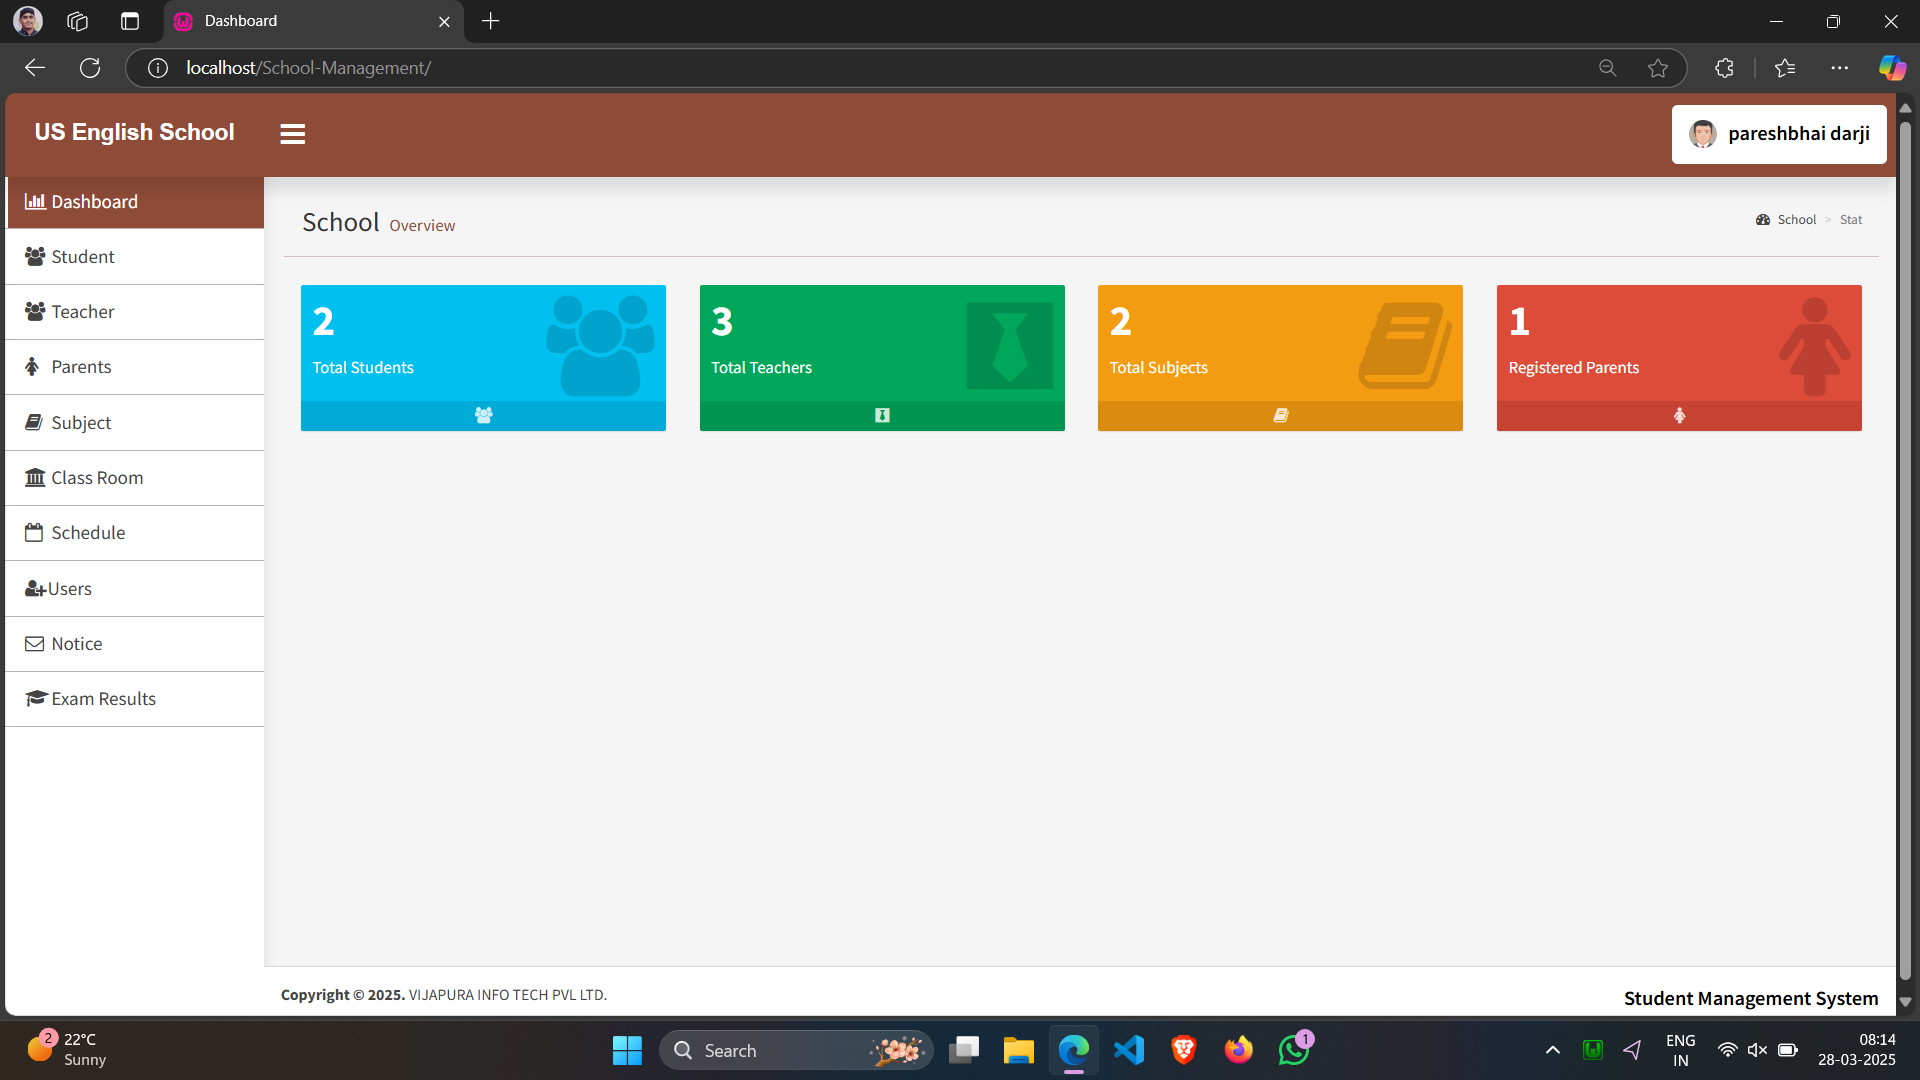 Dashboard
localhost/School-Management/
US English School
pareshbhai darji
Dashboard
Student
Teacher
Parents
Subject
Class Room
Schedule
Users
Notice
Exam Results
School Overview
School > Stat
2
Total Students
3
Total Teachers
2
Total Subjects
1
Registered Parents
Copyright © 2025. VIJAPURA INFO TECH PVL LTD.
Student Management System
2
22°C
Sunny
Search
1
ENG
IN
08:14
28-03-2025